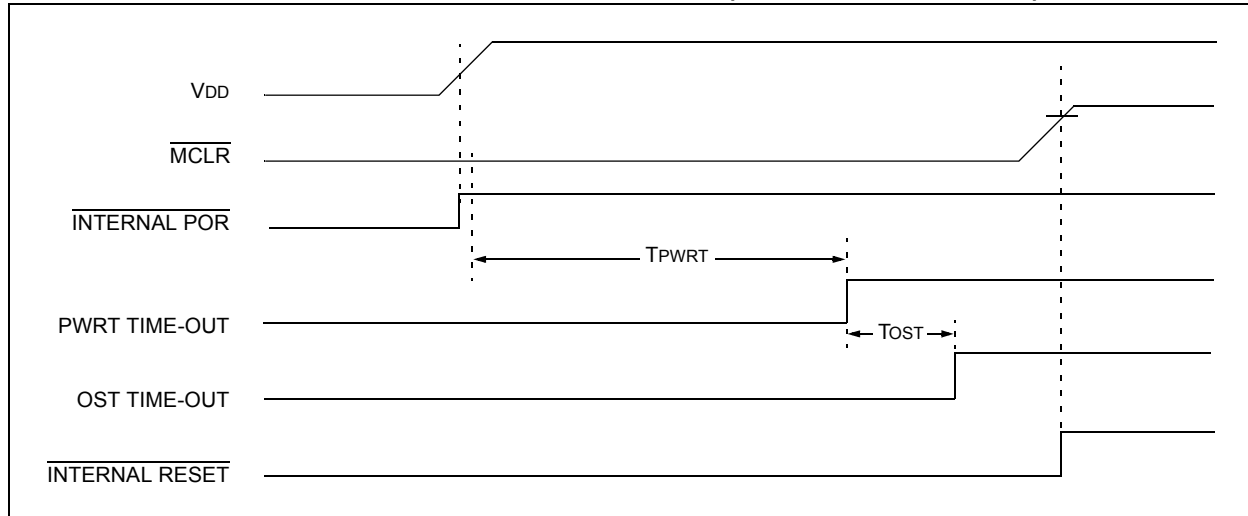 VDD
MCLR
INTERNAL POR
TPWRT
PWRT TIME-OUT
TOST
OST TIME-OUT
INTERNAL RESET